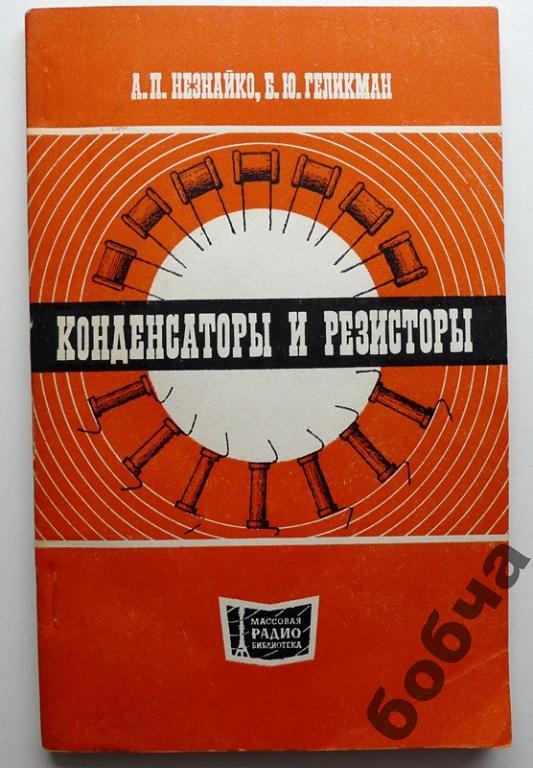 А.П. НЕЗНАЙКО, Б.Ю. ГЕЛИКМАН
КОНДЕНСАТОРЫ И РЕЗИСТОРЫ
МАССОВАЯ
РАДИО
БИБЛИОТЕКА
бобча